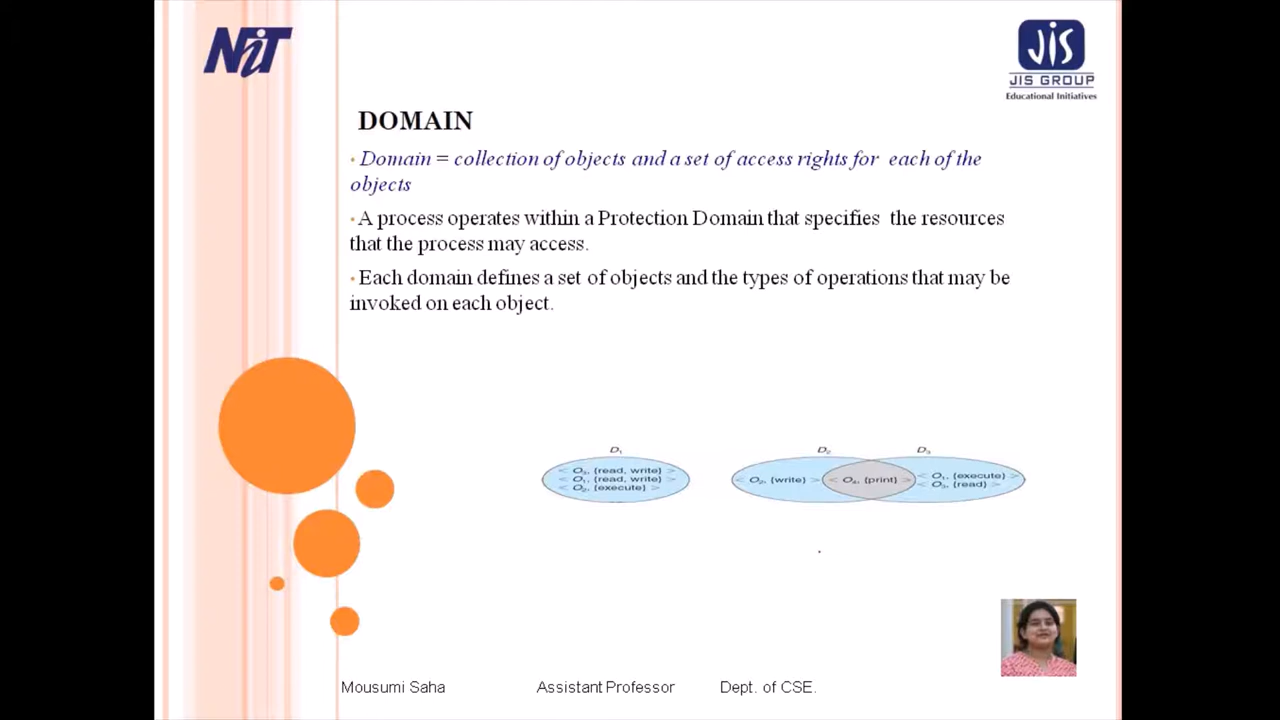 NiT
JIS
JIS GROUP
Educational Initiatives
DOMAIN
• Domain = collection of objects and a set of access rights for each of the
objects
• A process operates within a Protection Domain that specifies the resources
that the process may access.
• Each domain defines a set of objects and the types of operations that may be
invoked on each object.
D₁
< O₃, {read, write} >
< O₁, {read, write} >
< O₂, {execute} >
D₂
D₃
< O₂, {write} >
< O₄, {print} >
< O₁, {execute} >
< O₃, {read} >
Mousumi Saha Assistant Professor Dept. of CSE.